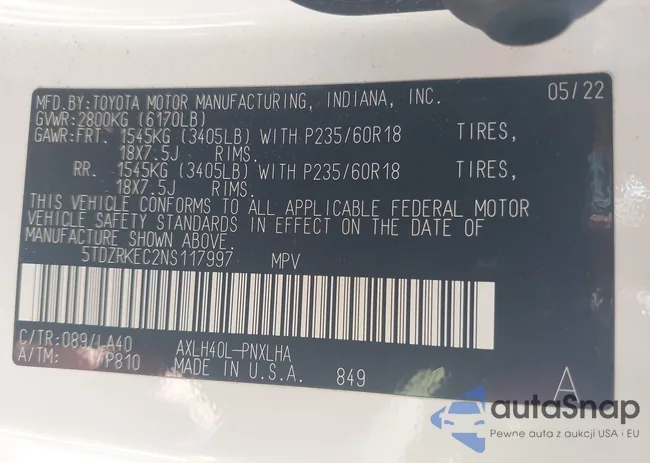 MFD.BY:TOYOTA MOTOR MANUFACTURING, INDIANA, INC. 05/22
GVWR:2800KG (6170LB)
GAWR:FRT. 1545KG (3405LB) WITH P235/60R18 TIRES,
18X7.5J RIMS.
RR. 1545KG (3405LB) WITH P235/60R18 TIRES,
18X7.5J RIMS.
THIS VEHICLE CONFORMS TO ALL APPLICABLE FEDERAL MOTOR
VEHICLE SAFETY STANDARDS IN EFFECT ON THE DATE OF
MANUFACTURE SHOWN ABOVE.
5TDZRKEC2NS117997 MPV
C/TR:089/LA40 AXLH40L-PNXLHA
A/TM: /P810 MADE IN U.S.A. 849 A
autoSnap
Pewne auta z aukcji USA i EU